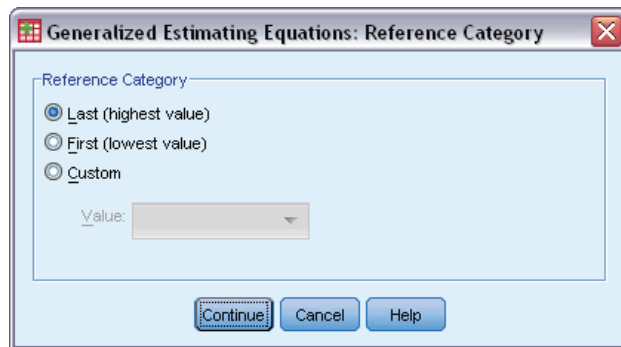 Generalized Estimating Equations: Reference Category
Reference Category
Last (highest value)
First (lowest value)
Custom
Value:
Continue Cancel Help